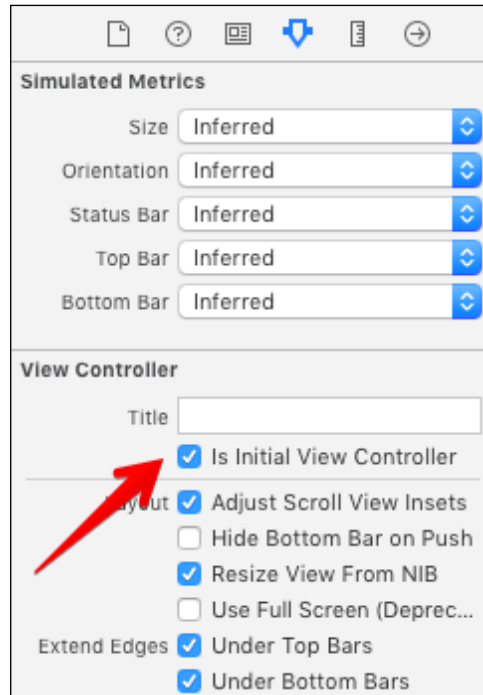 Simulated Metrics
Size Inferred
Orientation Inferred
Status Bar Inferred
Top Bar Inferred
Bottom Bar Inferred
View Controller
Title
Is Initial View Controller
Layout Adjust Scroll View Insets
Hide Bottom Bar on Push
Resize View From NIB
Use Full Screen (Deprec...
Extend Edges Under Top Bars
Under Bottom Bars